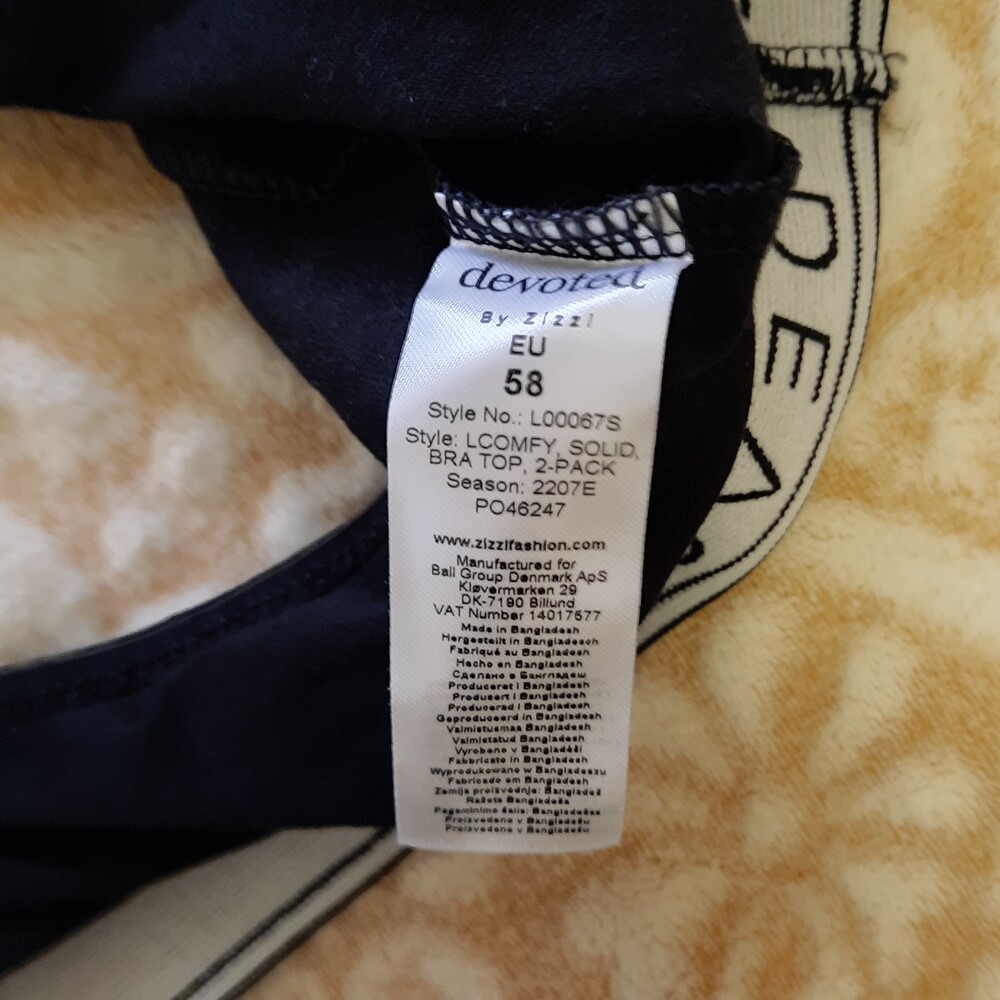 devoted
By Zizzi
EU
58
Style No.: L00067S
Style: LCOMFY, SOLID,
BRA TOP, 2-PACK
Season: 2207E
PO46247
www.zizzifashion.com
Manufactured for
Ball Group Denmark ApS
Kløvermarken 29
DK-7190 Billund
VAT Number 14017577
Made in Bangladesh
Hergestellt in Bangladesch
Fabriqué au Bangladesh
Hecho en Bangladesh
Сделано в Бангладеш
Produceret i Bangladesh
Produsert i Bangladesh
Producerad i Bangladesh
Geproduceerd in Bangladesh
Valmistusmaa Bangladesh
Valmistatud Bangladesh
Vyrobeno v Bangladéši
Fabbricato in Bangladesh
Wyprodukowano w Bangladeszu
Fabricado em Bangladesh
Zemlja proizvodnje: Bangladeš
Ražots Bangladeša
Pagaminimo šalis: Bangladešas
Proizvedeno v Bangladešu
Proizvedeno v Bangladešu